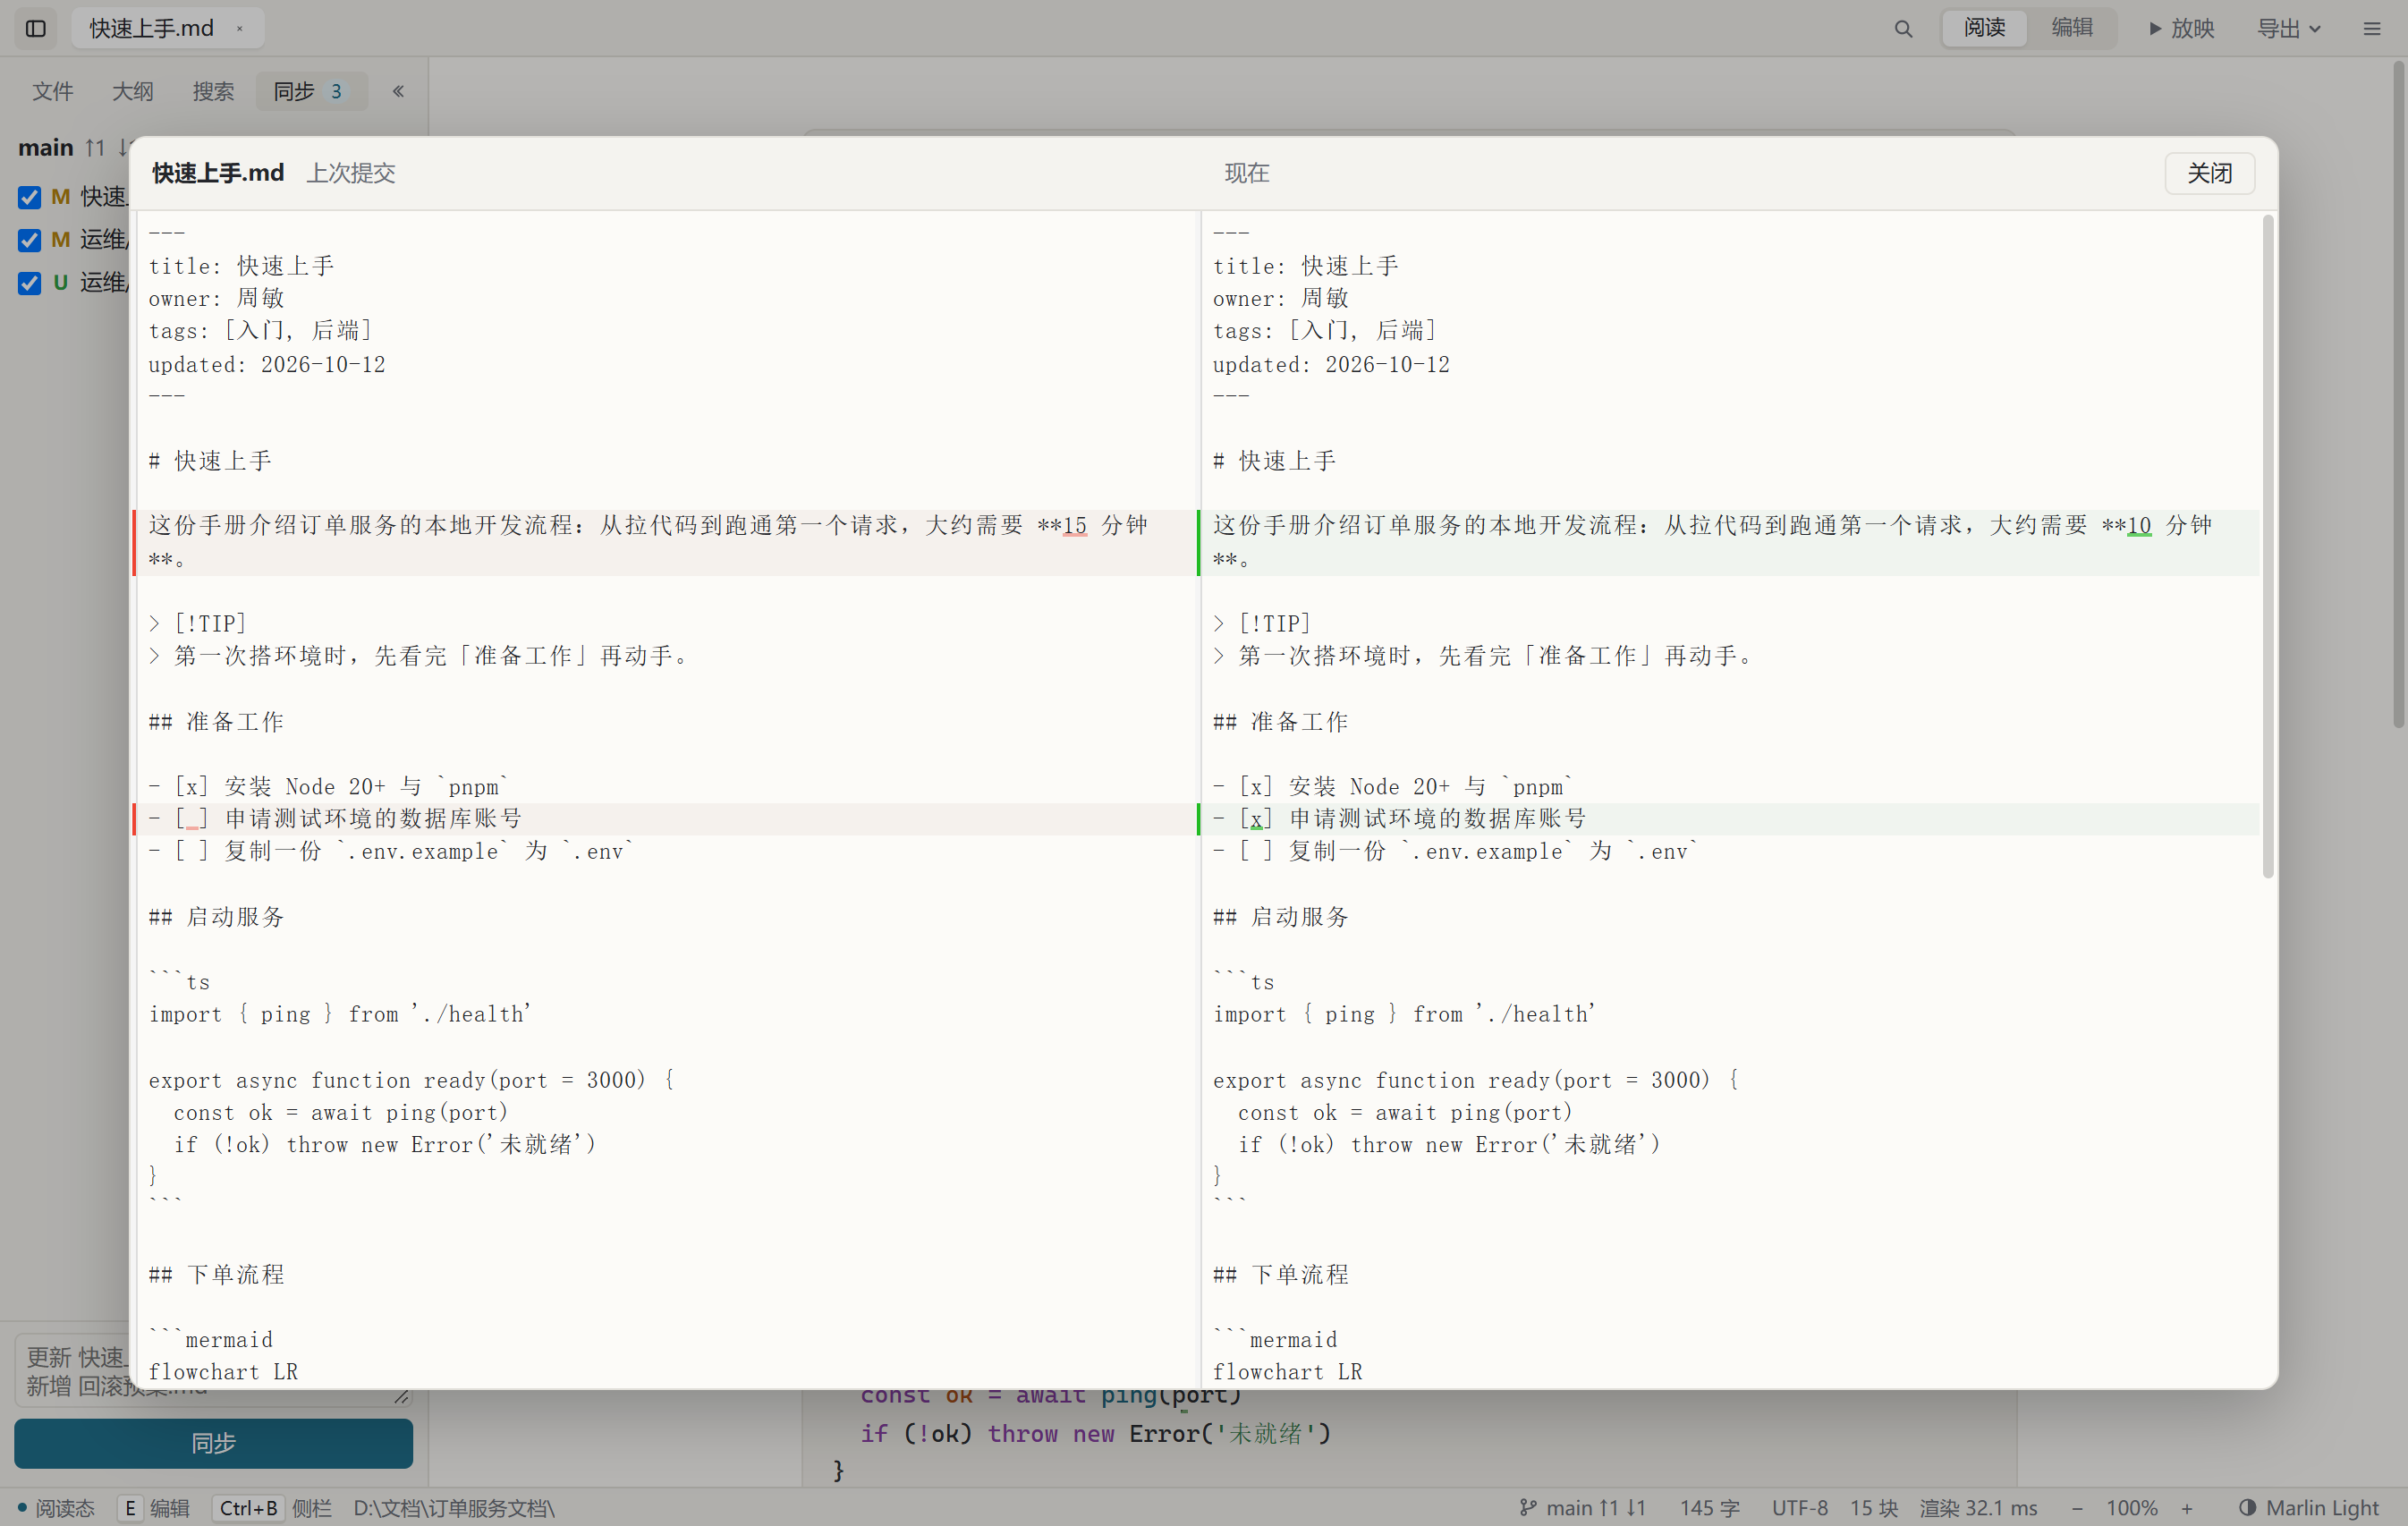 快速上手.md ×
阅读 编辑 放映 导出
文件 大纲 搜索 同步 3 «
main ↑1
M 快速
M 运维/
U 运维/
更新 快速
新增
同步
快速上手.md 上次提交
---
title: 快速上手
owner: 周敏
tags: [入门, 后端]
updated: 2026-10-12
---
# 快速上手
这份手册介绍订单服务的本地开发流程：从拉代码到跑通第一个请求，大约需要 **15 分钟
**。
> [!TIP]
> 第一次搭环境时，先看完「准备工作」再动手。
## 准备工作
- [x] 安装 Node 20+ 与 `pnpm`
- [ ] 申请测试环境的数据库账号
- [ ] 复制一份 `.env.example` 为 `.env`
## 启动服务
```ts
import { ping } from './health'
export async function ready(port = 3000) {
  const ok = await ping(port)
  if (!ok) throw new Error('未就绪')
}
```
## 下单流程
```mermaid
flowchart LR
现在 关闭
---
title: 快速上手
owner: 周敏
tags: [入门, 后端]
updated: 2026-10-12
---
# 快速上手
这份手册介绍订单服务的本地开发流程：从拉代码到跑通第一个请求，大约需要 **10 分钟
**。
> [!TIP]
> 第一次搭环境时，先看完「准备工作」再动手。
## 准备工作
- [x] 安装 Node 20+ 与 `pnpm`
- [x] 申请测试环境的数据库账号
- [ ] 复制一份 `.env.example` 为 `.env`
## 启动服务
```ts
import { ping } from './health'
export async function ready(port = 3000) {
  const ok = await ping(port)
  if (!ok) throw new Error('未就绪')
}
```
## 下单流程
```mermaid
flowchart LR
const ok = await ping(port)
if (!ok) throw new Error('未就绪')
}
阅读态 E 编辑 Ctrl+B 侧栏 D:\文档\订单服务文档\
main ↑1 ↓1 145 字 UTF-8 15 块 渲染 32.1 ms − 100% + Marlin Light